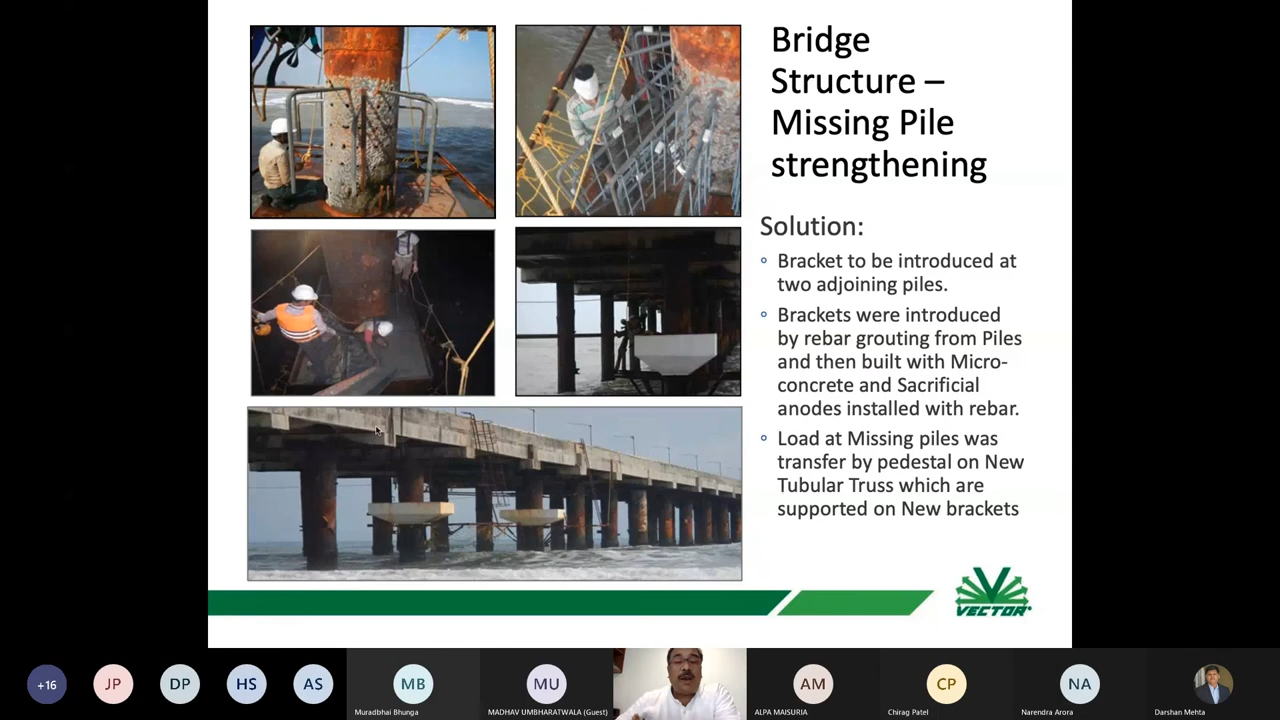 Bridge
Structure –
Missing Pile
strengthening
Solution:
Bracket to be introduced at
two adjoining piles.
Brackets were introduced
by rebar grouting from Piles
and then built with Micro-
concrete and Sacrificial
anodes installed with rebar.
Load at Missing piles was
transfer by pedestal on New
Tubular Truss which are
supported on New brackets
VECTOR
+16
JP
DP
HS
AS
MB
Muradbhai Bhunga
MU
MADHAV UMBHARATWALA (Guest)
AM
ALPA MAISURIA
CP
Chirag Patel
NA
Narendra Arora
Darshan Mehta